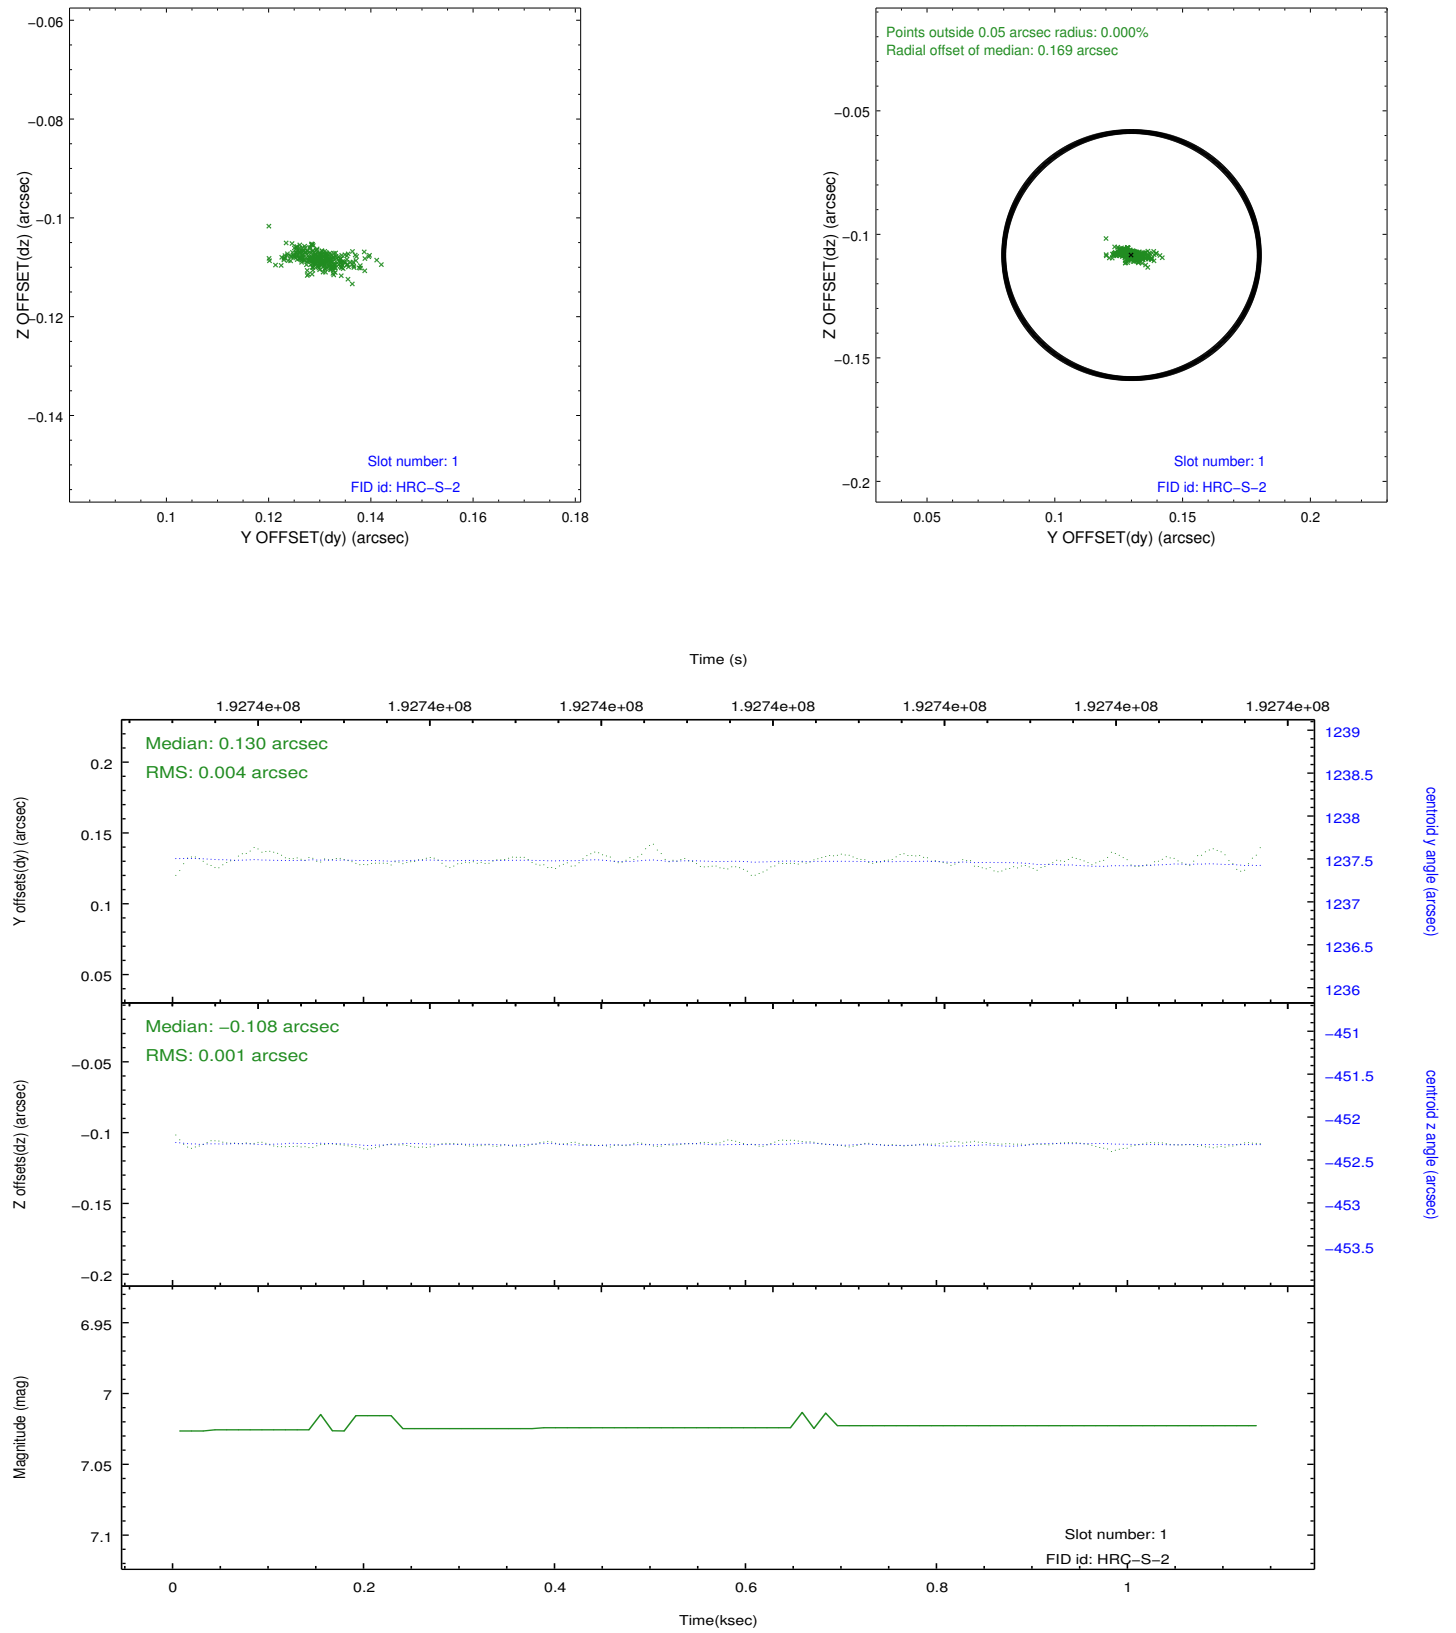 −0.06
−0.08
−0.1
−0.12
−0.14
Z OFFSET(dz) (arcsec)
Slot number: 1
FID id: HRC−S−2
0.1 0.12 0.14 0.16 0.18
Y OFFSET(dy) (arcsec)
Points outside 0.05 arcsec radius: 0.000%
Radial offset of median: 0.169 arcsec
−0.05
−0.1
−0.15
−0.2
Z OFFSET(dz) (arcsec)
Slot number: 1
FID id: HRC−S−2
0.05 0.1 0.15 0.2
Y OFFSET(dy) (arcsec)
Time (s)
1.9274e+08 1.9274e+08 1.9274e+08 1.9274e+08 1.9274e+08 1.9274e+08 1.9274e+08
Median: 0.130 arcsec
RMS: 0.004 arcsec
0.2
0.15
0.1
0.05
Y offsets(dy) (arcsec)
1239
1238.5
1238
1237.5
1237
1236.5
1236
centroid y angle (arcsec)
Median: −0.108 arcsec
RMS: 0.001 arcsec
−0.05
−0.1
−0.15
−0.2
Z offsets(dz) (arcsec)
−451
−451.5
−452
−452.5
−453
−453.5
centroid z angle (arcsec)
6.95
7
7.05
7.1
Magnitude (mag)
Slot number: 1
FID id: HRC−S−2
0 0.2 0.4 0.6 0.8 1
Time(ksec)